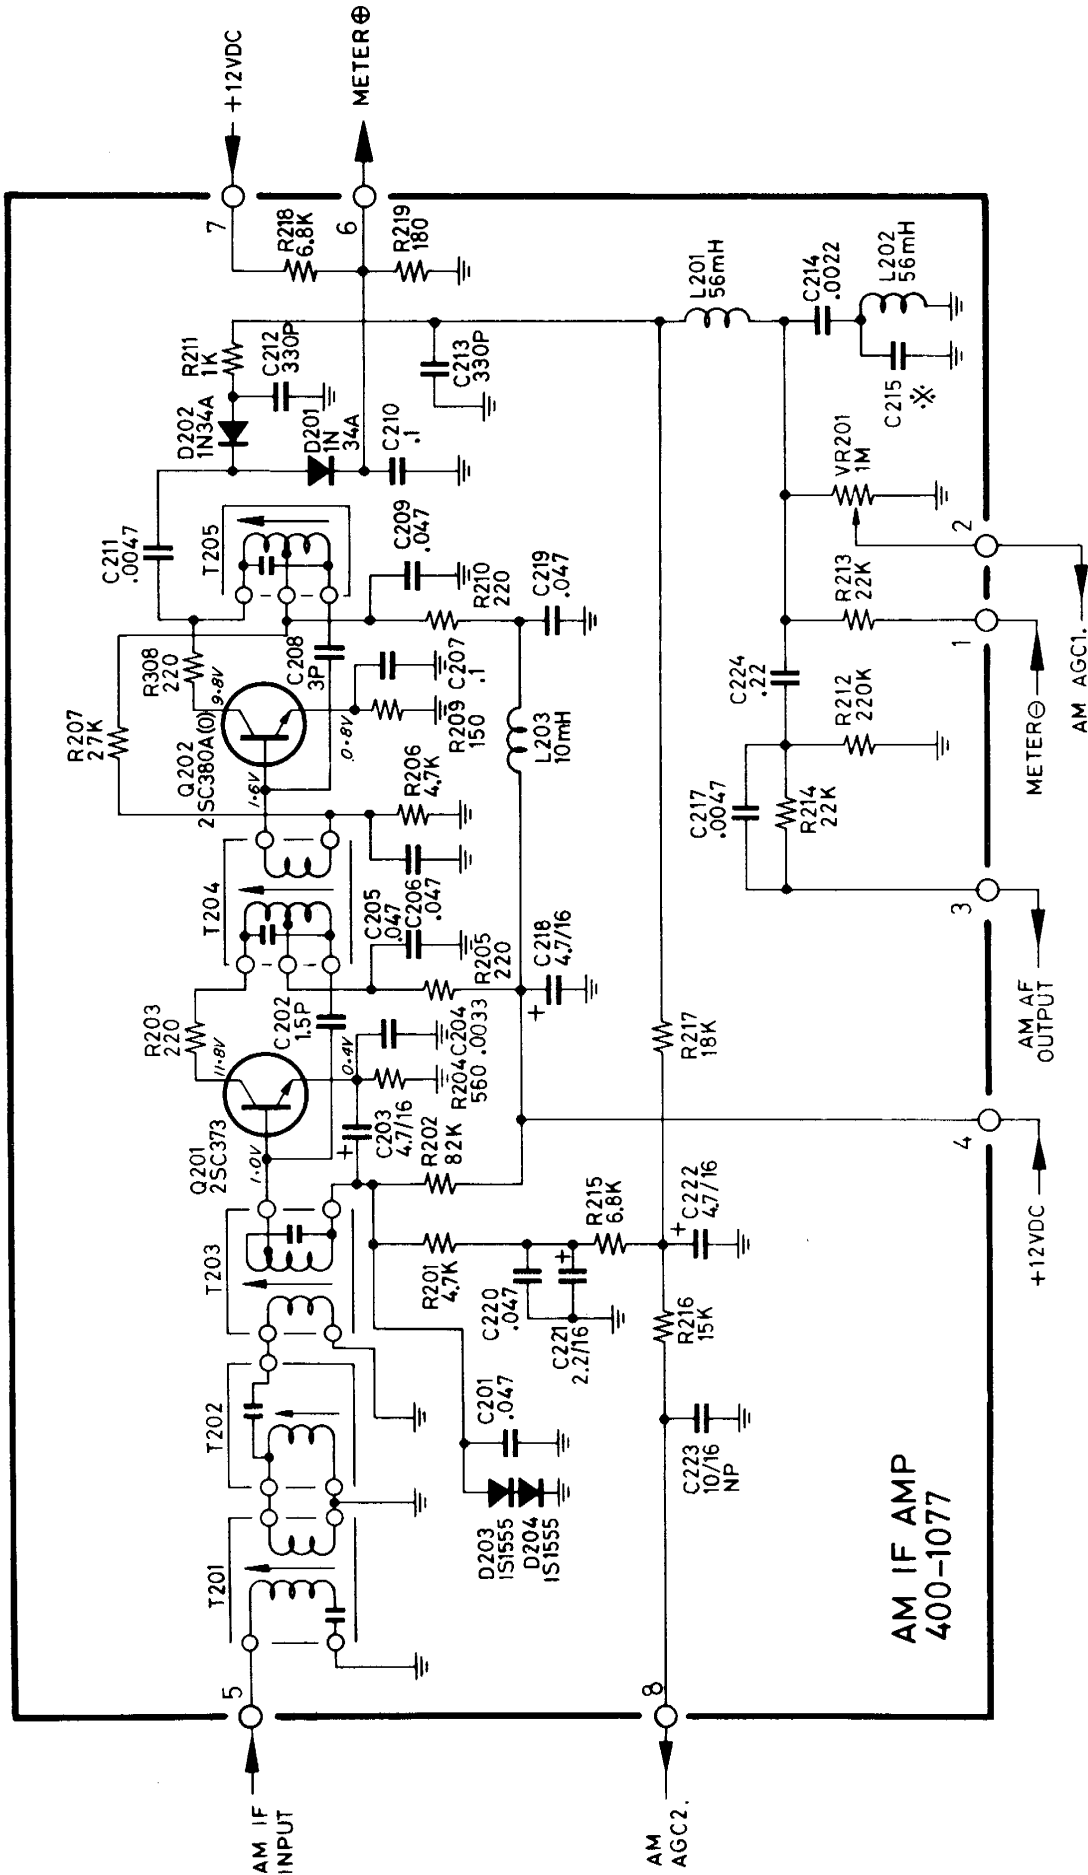 AM IF
INPUT
5
T201
T202
T203
Q201
2SC373
1.0V
11.8V
0.4V
R203
220
C202
1.5P
T204
R207
27K
Q202
2SC380A(0)
1.6V
9.8V
0.8V
R308
220
C208
3P
C211
.0047
T205
D202
1N34A
R211
1K
C212
330P
D201
1N
34A
C210
.1
7
+12VDC
R218
6.8K
6
METER⊕
R219
180
C203
4.7/16
R204
560
C204
.0033
R202
82K
C205
.047
C206
.047
R205
220
R206
4.7K
R209
150
C207
.1
C209
.047
R210
220
C219
.047
C213
330P
D203
IS1555
D204
IS1555
C201
.047
R201
4.7K
C220
.047
C221
2.2/16
+
R215
6.8K
+
C218
4.7/16
+
L203
10mH
8
AM
AGC2.
C223
10/16
NP
R216
15K
C222
4.7/16
+
R217
18K
L201
56mH
C214
.0022
L202
56mH
C215
※
C217
.0047
R214
22K
C224
.22
R212
220K
R213
22K
VR201
1M
AM IF AMP
400-1077
4
+12VDC
3
AM AF
OUTPUT
1
METER⊖
2
AM AGC1.